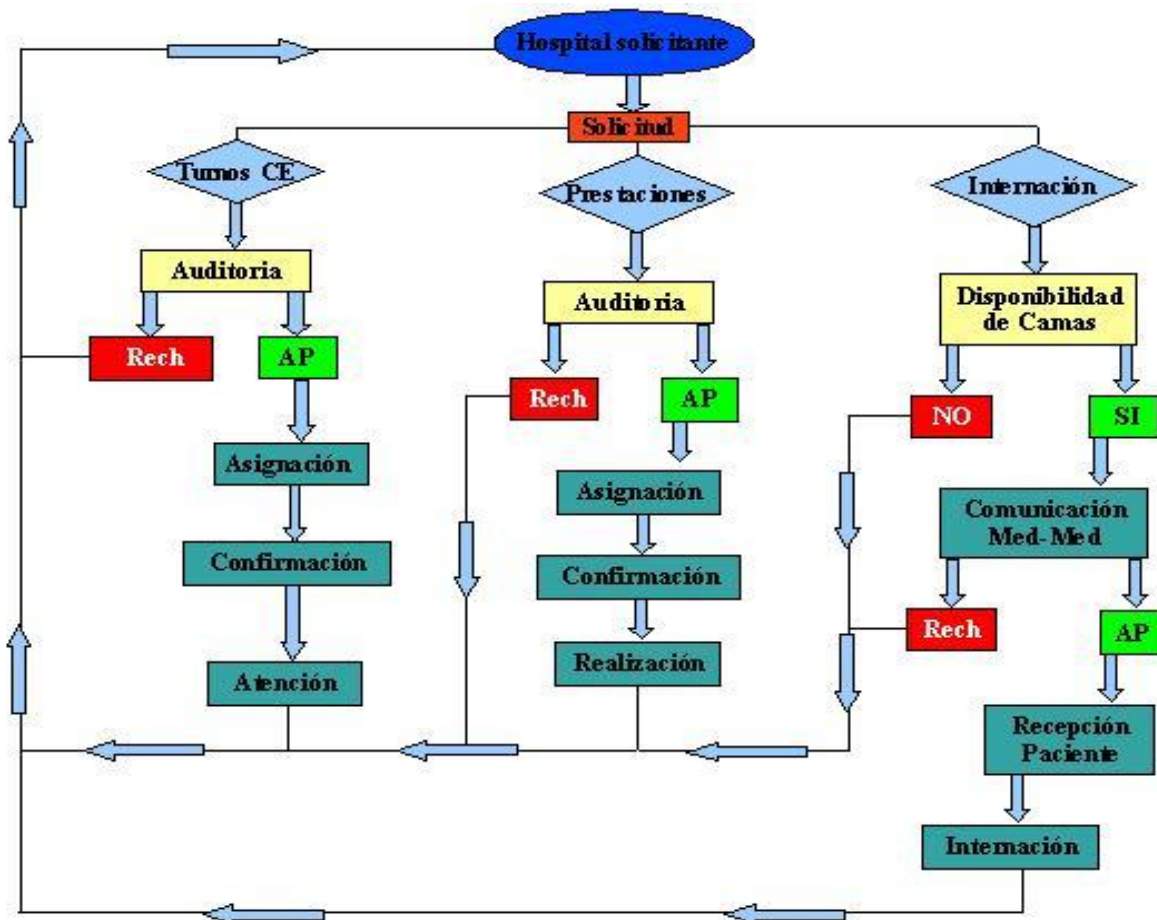 Hospital solicitante
Solicitud
Turnos CE
Prestaciones
Internación
Auditoria
Auditoria
Disponibilidad
de Camas
Rech
AP
Rech
AP
NO
SI
Asignación
Asignación
Comunicación
Med-Med
Confirmación
Confirmación
Rech
AP
Atención
Realización
Recepción
Paciente
Internación